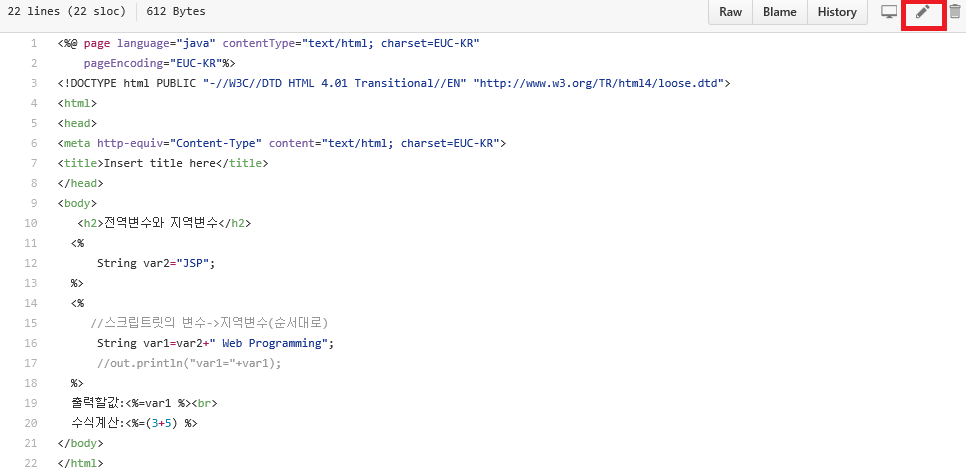 22 lines (22 sloc) 612 Bytes Raw Blame History
1 <%@ page language="java" contentType="text/html; charset=EUC-KR"
2 pageEncoding="EUC-KR"%>
3 <!DOCTYPE html PUBLIC "-//W3C//DTD HTML 4.01 Transitional//EN" "http://www.w3.org/TR/html4/loose.dtd">
4 <html>
5 <head>
6 <meta http-equiv="Content-Type" content="text/html; charset=EUC-KR">
7 <title>Insert title here</title>
8 </head>
9 <body>
10 <h2>전역변수와 지역변수</h2>
11 <%
12 String var2="JSP";
13 %>
14 <%
15 //스크립트릿의 변수->지역변수(순서대로)
16 String var1=var2+" Web Programming";
17 //out.println("var1="+var1);
18 %>
19 출력할값:<%=var1 %><br>
20 수식계산:<%=(3+5) %>
21 </body>
22 </html>